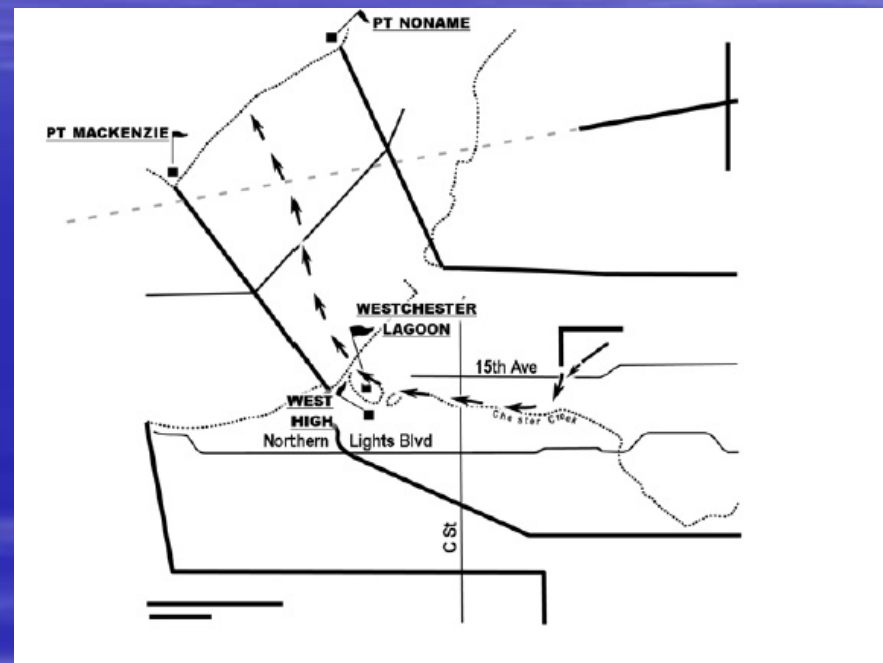 PT NONAME
PT MACKENZIE
WESTCHESTER
LAGOON
15th Ave
WEST
HIGH
Chester Creek
Northern Lights Blvd
C St